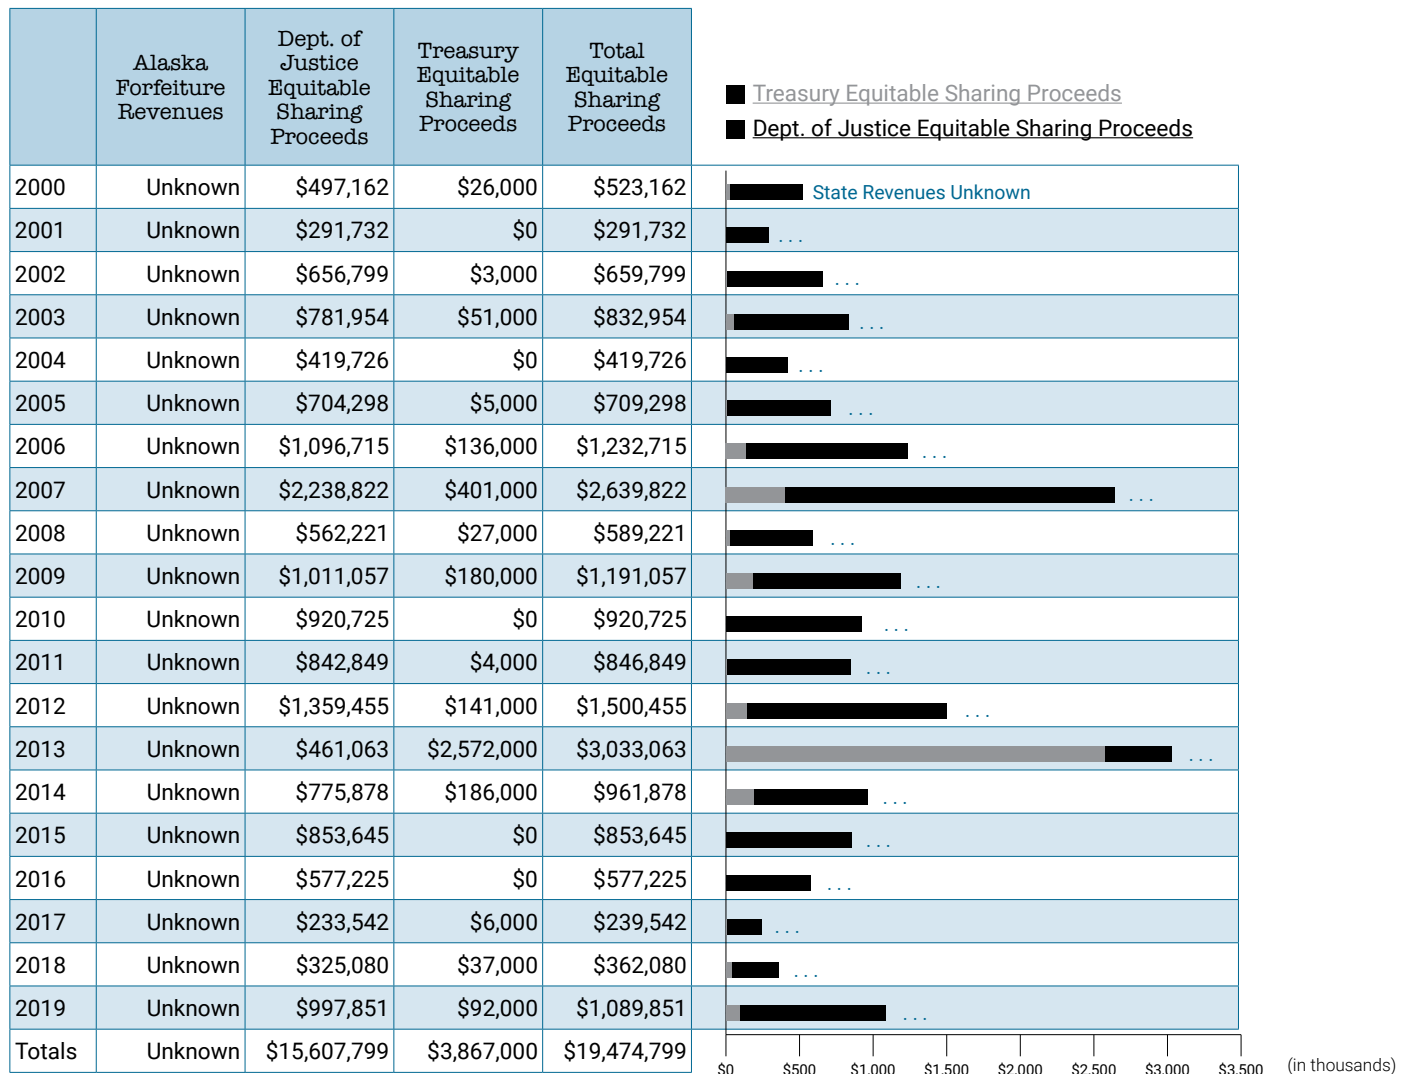 Alaska
Forfeiture
Revenues
Dept. of
Justice
Equitable
Sharing
Proceeds
Treasury
Equitable
Sharing
Proceeds
Total
Equitable
Sharing
Proceeds
Treasury Equitable Sharing Proceeds
Dept. of Justice Equitable Sharing Proceeds
2000 Unknown $497,162 $26,000 $523,162 State Revenues Unknown
2001 Unknown $291,732 $0 $291,732 ...
2002 Unknown $656,799 $3,000 $659,799 ...
2003 Unknown $781,954 $51,000 $832,954 ...
2004 Unknown $419,726 $0 $419,726 ...
2005 Unknown $704,298 $5,000 $709,298 ...
2006 Unknown $1,096,715 $136,000 $1,232,715 ...
2007 Unknown $2,238,822 $401,000 $2,639,822 ...
2008 Unknown $562,221 $27,000 $589,221 ...
2009 Unknown $1,011,057 $180,000 $1,191,057 ...
2010 Unknown $920,725 $0 $920,725 ...
2011 Unknown $842,849 $4,000 $846,849 ...
2012 Unknown $1,359,455 $141,000 $1,500,455 ...
2013 Unknown $461,063 $2,572,000 $3,033,063 ...
2014 Unknown $775,878 $186,000 $961,878 ...
2015 Unknown $853,645 $0 $853,645 ...
2016 Unknown $577,225 $0 $577,225 ...
2017 Unknown $233,542 $6,000 $239,542 ...
2018 Unknown $325,080 $37,000 $362,080 ...
2019 Unknown $997,851 $92,000 $1,089,851 ...
Totals Unknown $15,607,799 $3,867,000 $19,474,799
$0 $500 $1,000 $1,500 $2,000 $2,500 $3,000 $3,500 (in thousands)